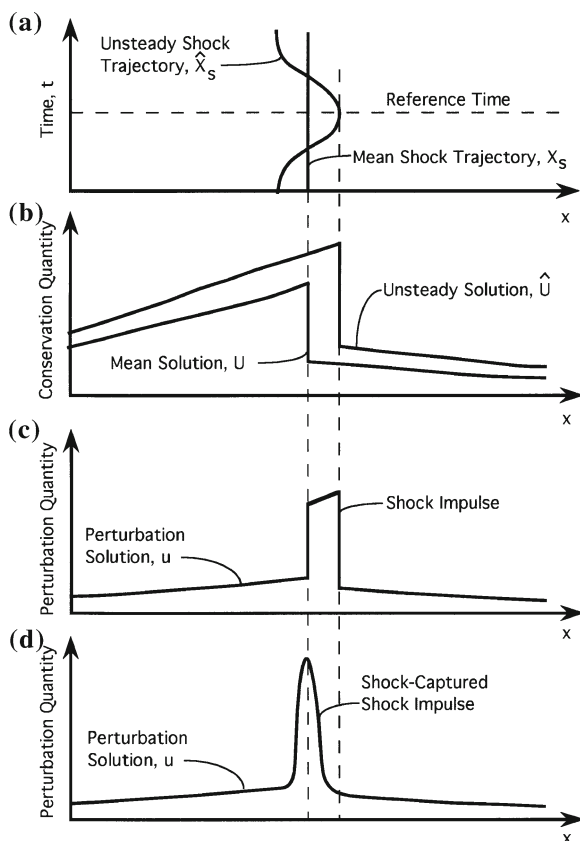 (a)
Unsteady Shock
Trajectory, X̂s
Time, t
Reference Time
Mean Shock Trajectory, Xs
x
(b)
Conservation Quantity
Unsteady Solution, Û
Mean Solution, U
x
(c)
Perturbation Quantity
Shock Impulse
Perturbation
Solution, u
x
(d)
Perturbation Quantity
Shock-Captured
Shock Impulse
Perturbation
Solution, u
x